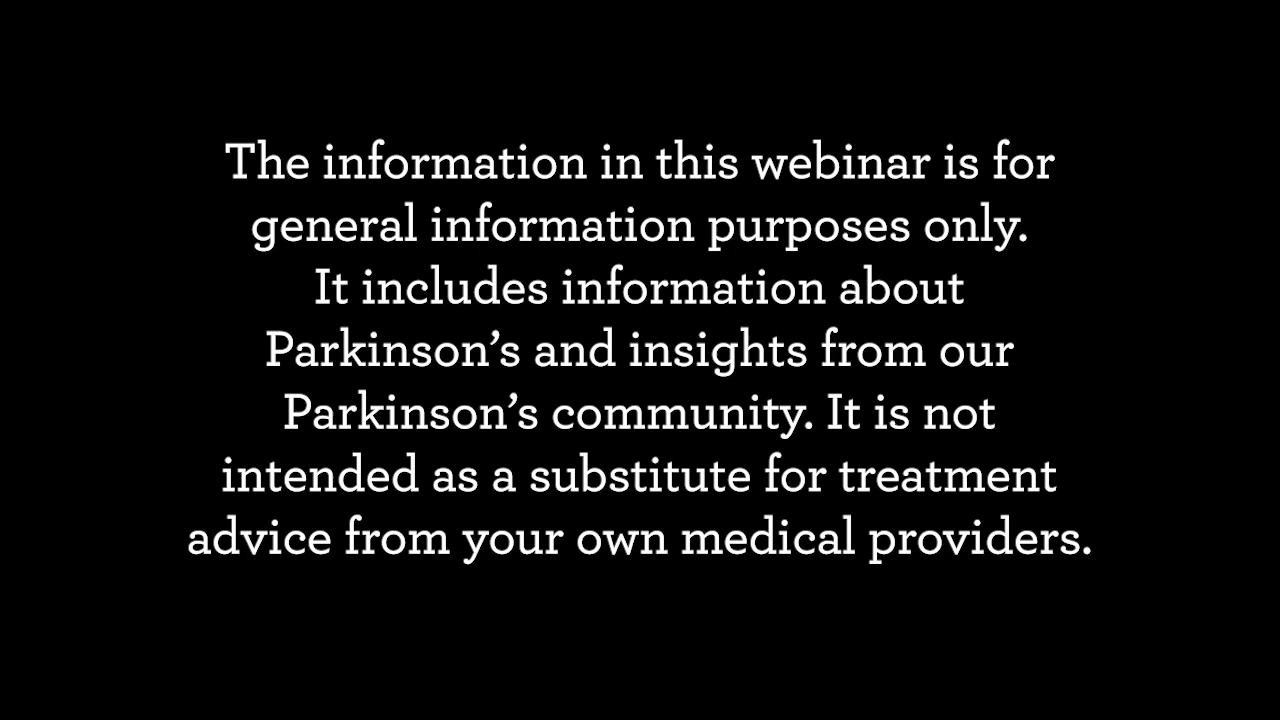 The information in this webinar is for
general information purposes only.
It includes information about
Parkinson’s and insights from our
Parkinson’s community. It is not
intended as a substitute for treatment
advice from your own medical providers.